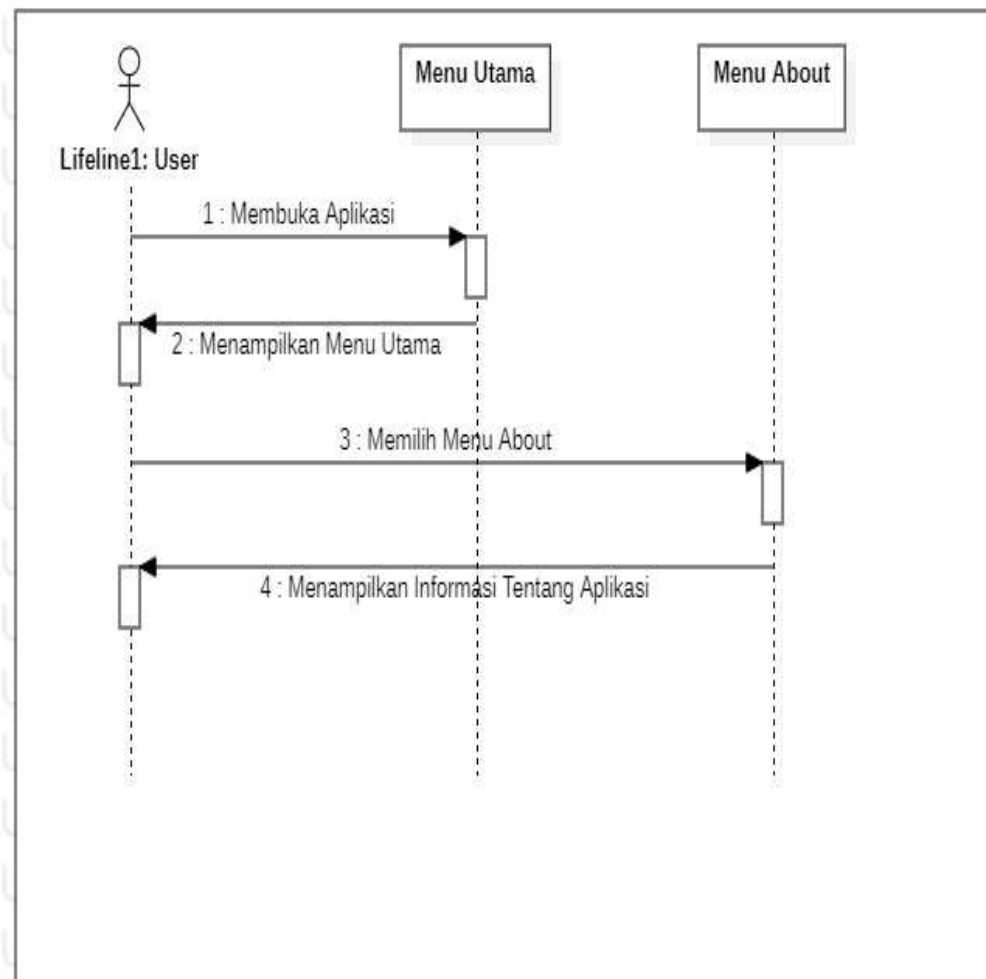 Menu Utama
Menu About
Lifeline1: User
1 : Membuka Aplikasi
2 : Menampilkan Menu Utama
3 : Memilih Menu About
4 : Menampilkan Informasi Tentang Aplikasi